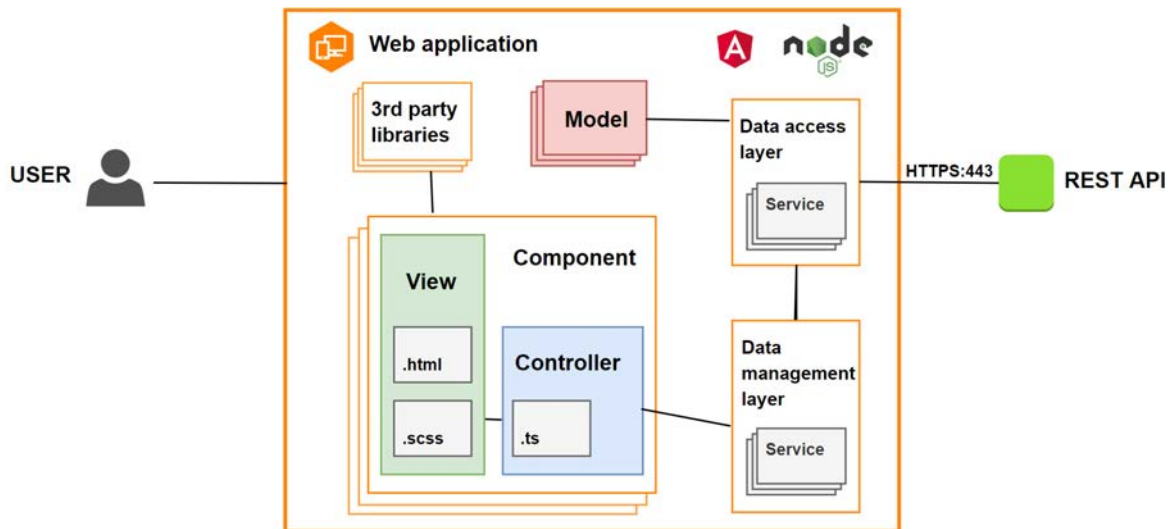 Web application
A
node
JS
3rd party
libraries
Model
Data access
layer
Service
USER
HTTPS:443
REST API
Component
View
.html
.scss
Controller
.ts
Data
management
layer
Service